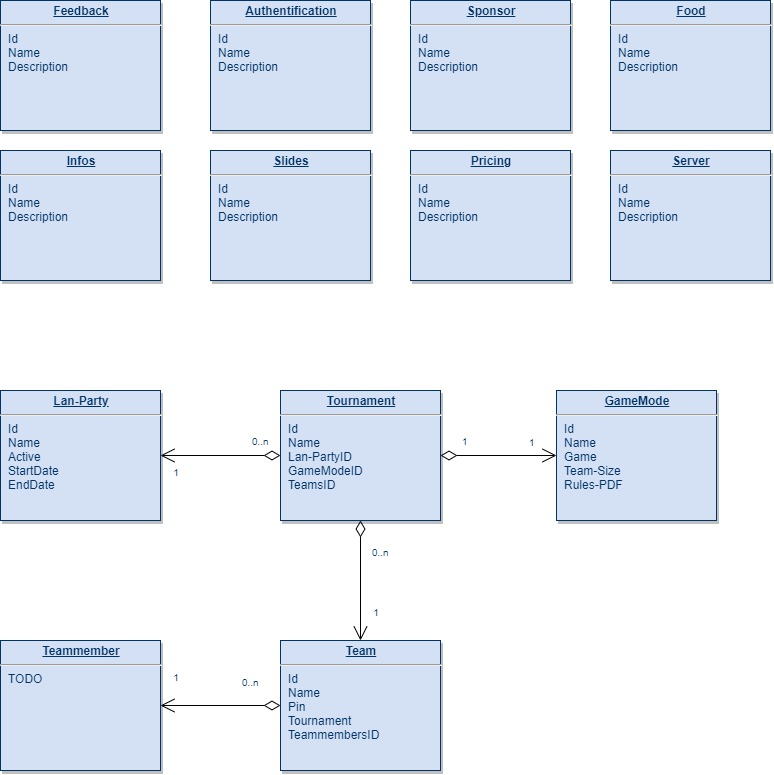 Feedback
Id
Name
Description
Authentification
Id
Name
Description
Sponsor
Id
Name
Description
Food
Id
Name
Description
Infos
Id
Name
Description
Slides
Id
Name
Description
Pricing
Id
Name
Description
Server
Id
Name
Description
Lan-Party
Id
Name
Active
StartDate
EndDate
0..n
1
Tournament
Id
Name
Lan-PartyID
GameModeID
TeamsID
1
1
GameMode
Id
Name
Game
Team-Size
Rules-PDF
0..n
1
Teammember
TODO
1
0..n
Team
Id
Name
Pin
Tournament
TeammembersID